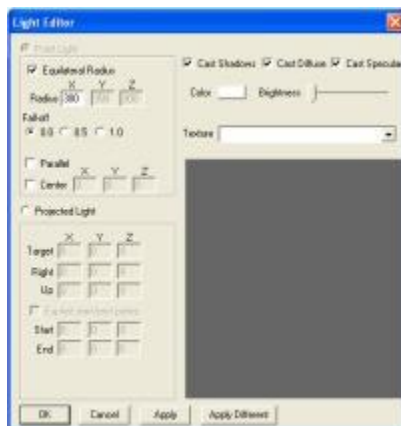 Light Editor
Point Light
Equilateral Radius
X Y Z
Radius 300 300 300
Falloff
0.0 0.5 1.0
Parallel
X Y Z
Center
Projected Light
X Y Z
Target
Right
Up
Start
End
Cast Shadows Cast Diffuse Cast Specular
Color Brightness
Texture
OK Cancel Apply Apply Different